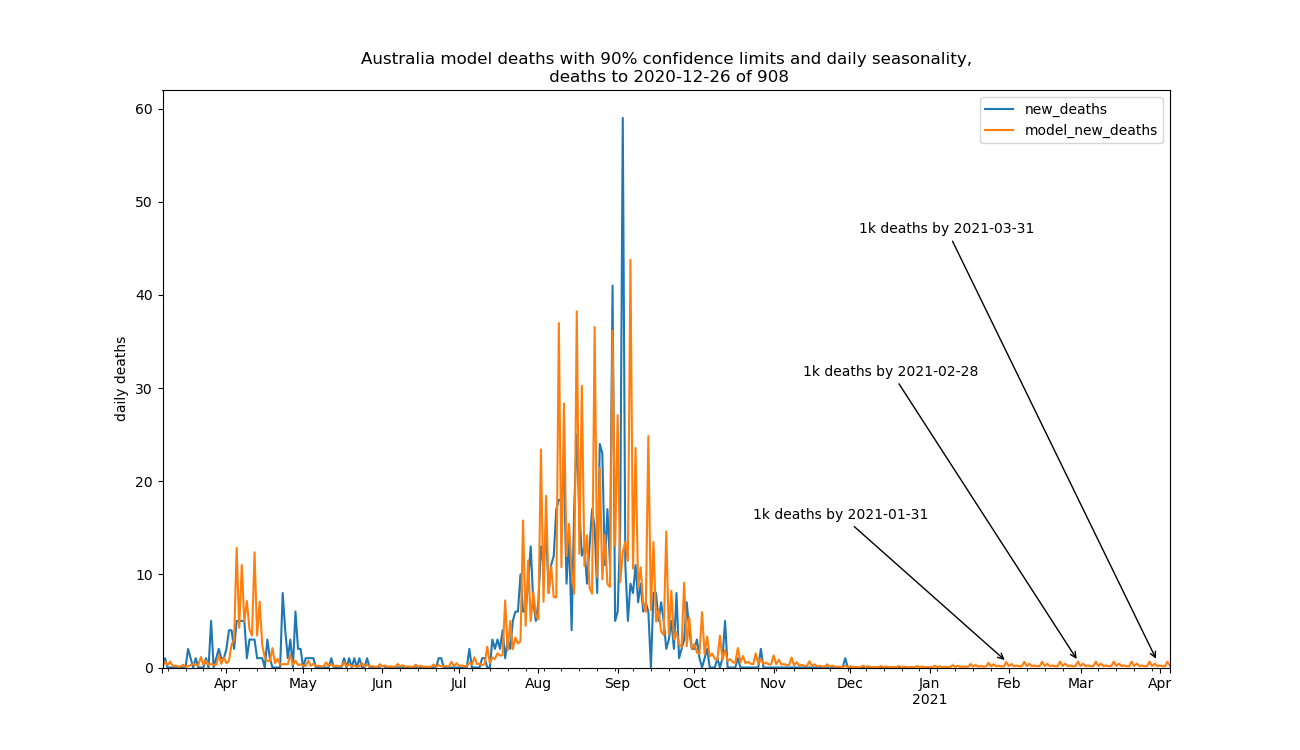 Australia model deaths with 90% confidence limits and daily seasonality,
deaths to 2020-12-26 of 908
new_deaths
model_new_deaths
60
50
40
30
20
10
0
daily deaths
1k deaths by 2021-03-31
1k deaths by 2021-02-28
1k deaths by 2021-01-31
Apr May Jun Jul Aug Sep Oct Nov Dec Jan Feb Mar Apr
2021